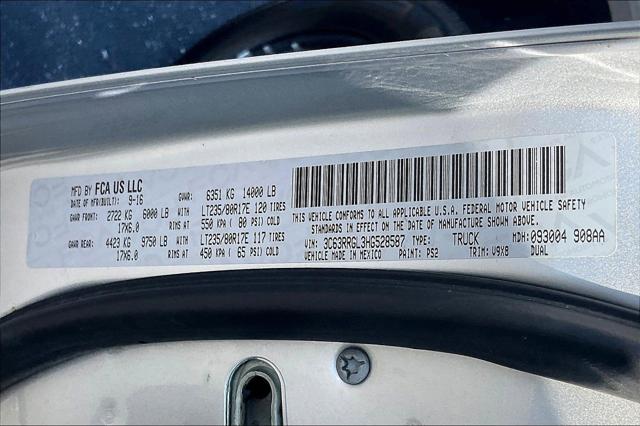 MFD BY FCA US LLC GVWR: 6351 KG 14000 LB
DATE OF MFR(BUILT): 9-16
GAWR FRONT: 2722 KG 6000 LB WITH LT235/80R17E 120 TIRES
17X6.0 RIMS AT 550 KPA ( 80 PSI) COLD
GAWR REAR: 4423 KG 9750 LB WITH LT235/80R17E 117 TIRES
17X6.0 RIMS AT 450 KPA ( 65 PSI) COLD
THIS VEHICLE CONFORMS TO ALL APPLICABLE U.S.A. FEDERAL MOTOR VEHICLE SAFETY
STANDARDS IN EFFECT ON THE DATE OF MANUFACTURE SHOWN ABOVE.
VIN: 3C63RRGL3HG528587 TYPE: TRUCK MDH: 093004 908AA
VEHICLE MADE IN MEXICO PAINT: PS2 TRIM: V9X8 DUAL